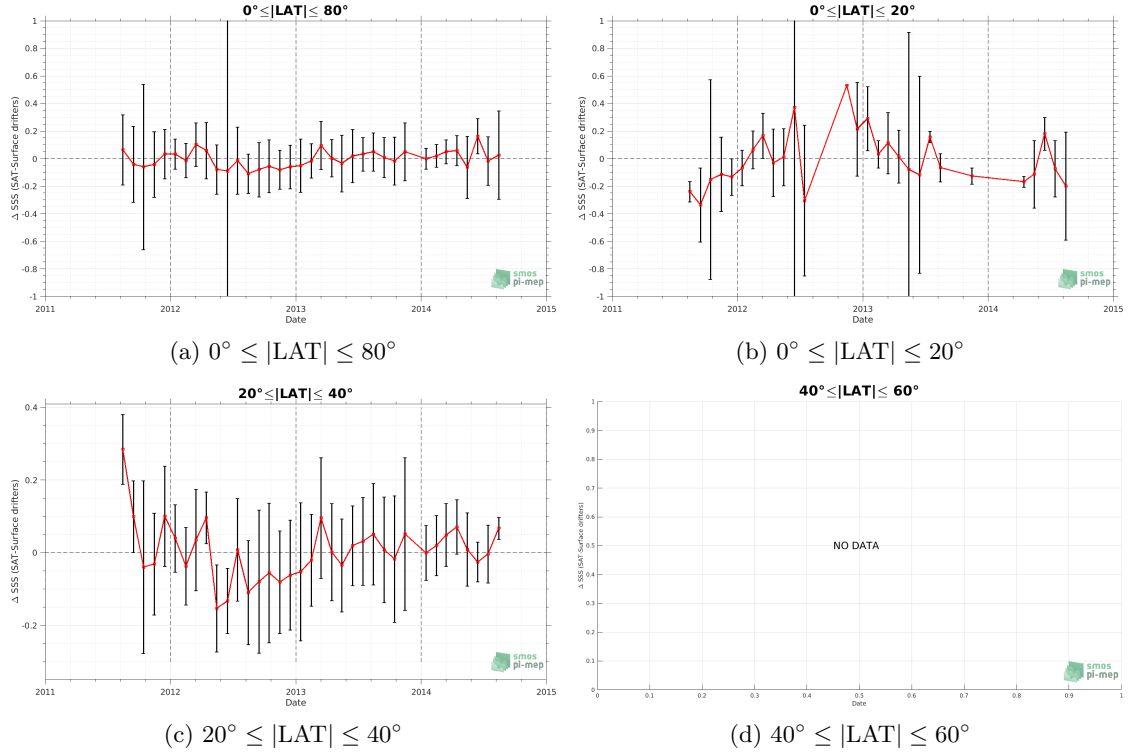 0°≤|LAT|≤ 80°
1
0.8
0.6
0.4
0.2
0
-0.2
-0.4
-0.6
-0.8
-1
Δ SSS (SAT-Surface drifters)
2011
2012
2013
2014
2015
Date
smos
pi-mep
(a) 0° ≤ |LAT| ≤ 80°
0°≤|LAT|≤ 20°
1
0.8
0.6
0.4
0.2
0
-0.2
-0.4
-0.6
-0.8
-1
Δ SSS (SAT-Surface drifters)
2011
2012
2013
2014
2015
Date
smos
pi-mep
(b) 0° ≤ |LAT| ≤ 20°
20°≤|LAT|≤ 40°
0.4
0.2
0
-0.2
Δ SSS (SAT-Surface drifters)
2011
2012
2013
2014
2015
Date
smos
pi-mep
(c) 20° ≤ |LAT| ≤ 40°
40°≤|LAT|≤ 60°
1
0.9
0.8
0.7
0.6
0.5
0.4
0.3
0.2
0.1
0
Δ SSS (SAT-Surface drifters)
NO DATA
0
0.1
0.2
0.3
0.4
0.5
0.6
0.7
0.8
0.9
1
Date
smos
pi-mep
(d) 40° ≤ |LAT| ≤ 60°